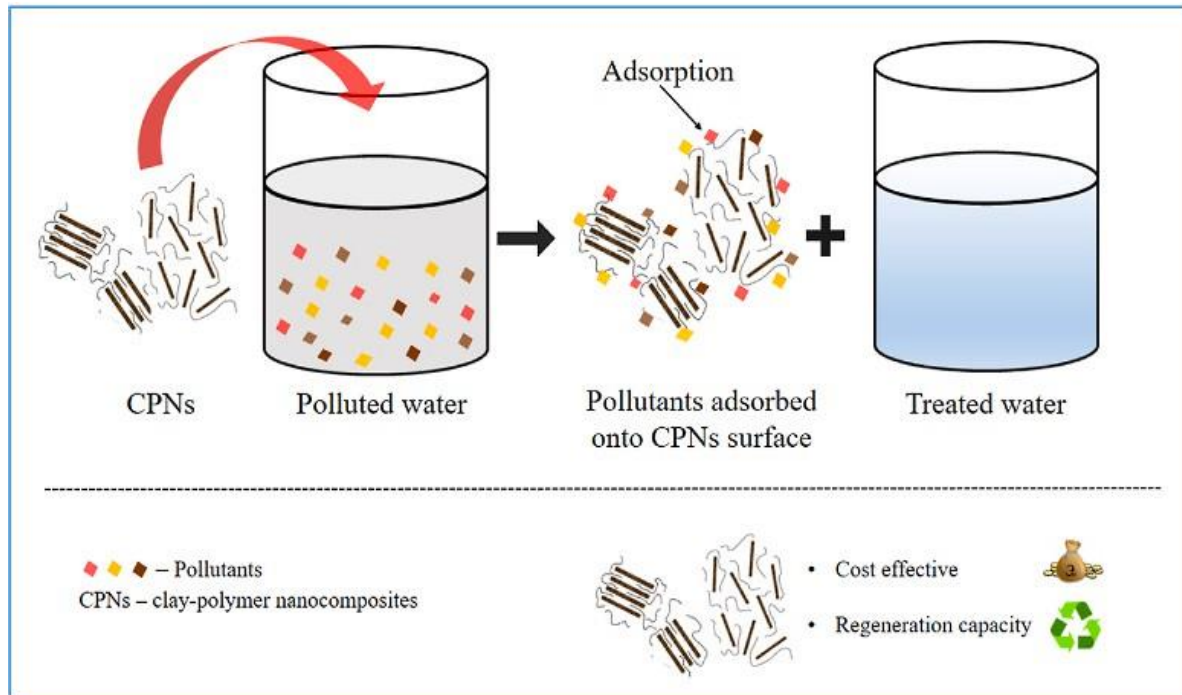 Adsorption
CPNs
Polluted water
Pollutants adsorbed
onto CPNs surface
Treated water
– Pollutants
CPNs – clay-polymer nanocomposites
• Cost effective
• Regeneration capacity